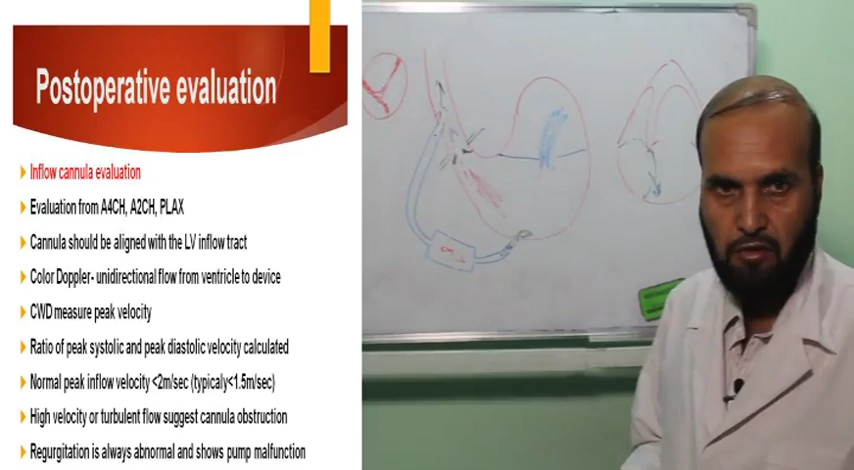 Postoperative evaluation
Inflow cannula evaluation
Evaluation from A4CH, A2CH, PLAX
Cannula should be aligned with the LV inflow tract
Color Doppler- unidirectional flow from ventricle to device
CWD measure peak velocity
Ratio of peak systolic and peak diastolic velocity calculated
Normal peak inflow velocity <2m/sec (typicaly<1.5m/sec)
High velocity or turbulent flow suggest cannula obstruction
Regurgitation is always abnormal and shows pump malfunction